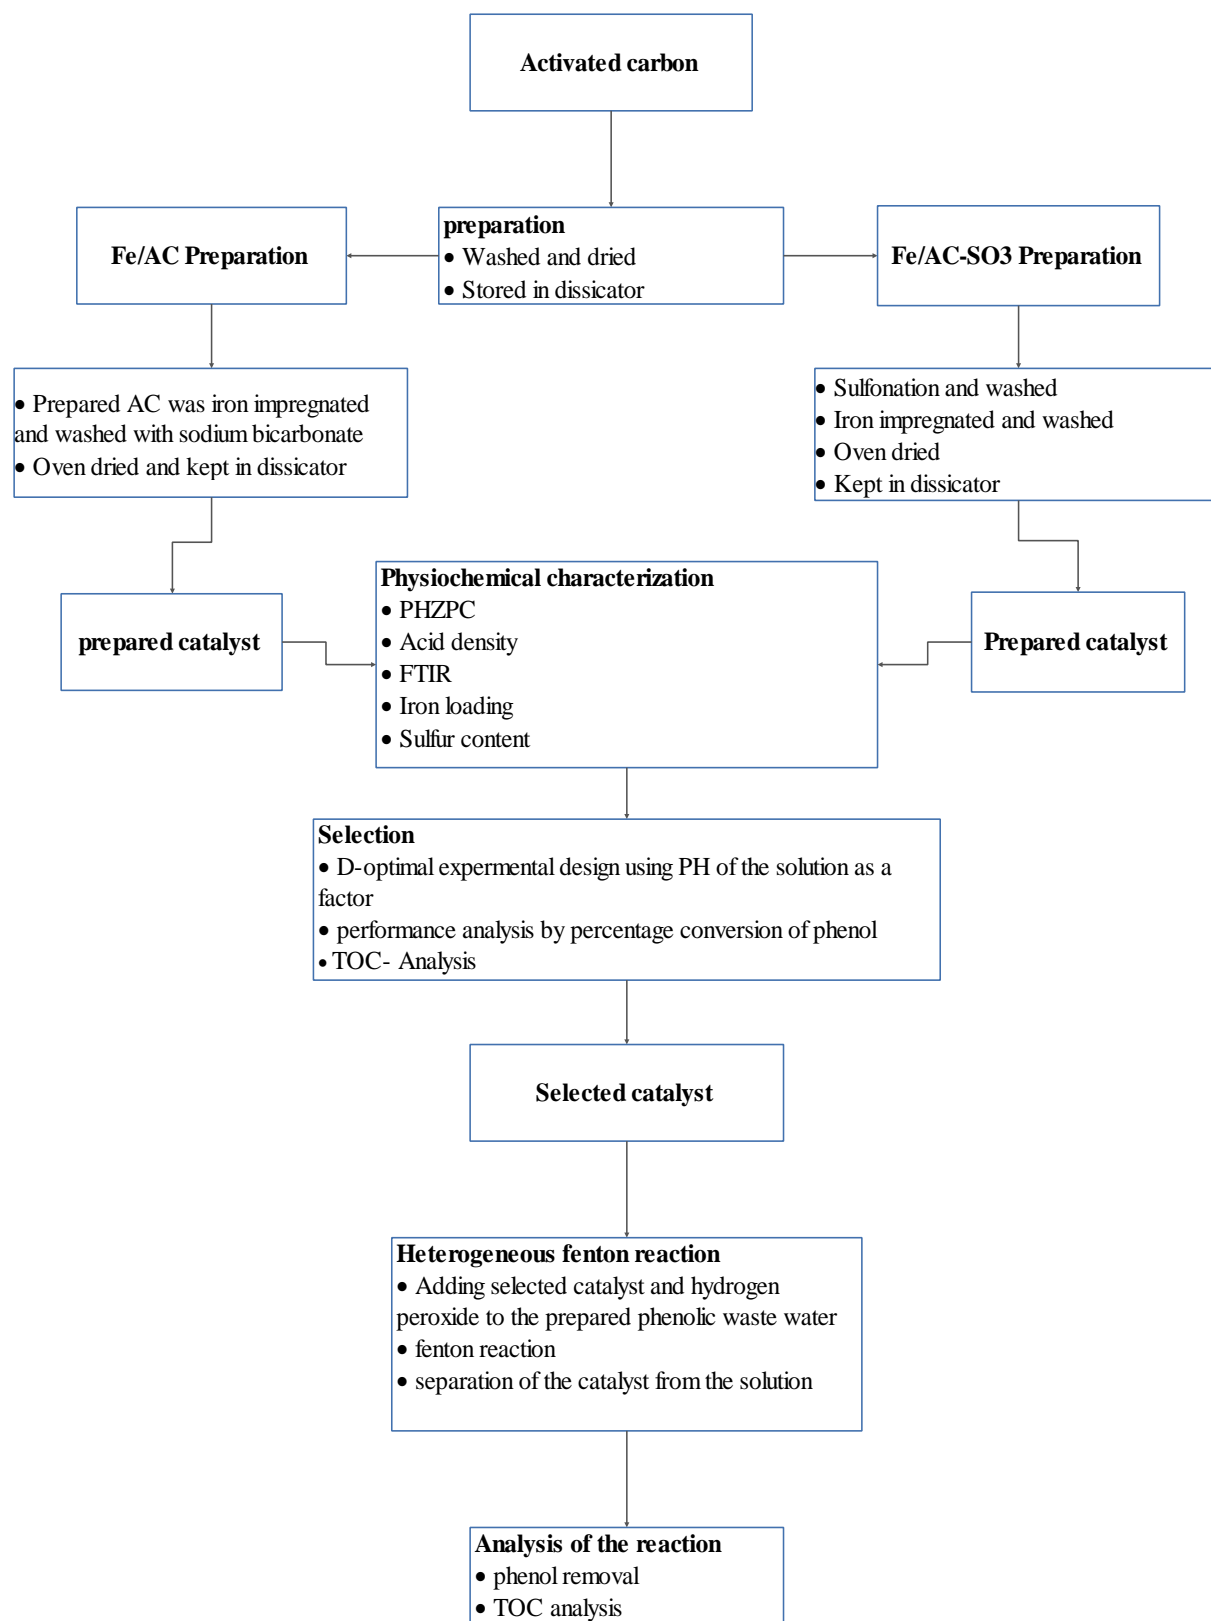 Activated carbon
preparation
• Washed and dried
• Stored in dissicator
Fe/AC Preparation
Fe/AC-SO3 Preparation
• Prepared AC was iron impregnated
and washed with sodium bicarbonate
• Oven dried and kept in dissicator
• Sulfonation and washed
• Iron impregnated and washed
• Oven dried
• Kept in dissicator
prepared catalyst
Physiochemical characterization
• PHZPC
• Acid density
• FTIR
• Iron loading
• Sulfur content
Prepared catalyst
Selection
• D-optimal expermental design using PH of the solution as a
factor
• performance analysis by percentage conversion of phenol
• TOC- Analysis
Selected catalyst
Heterogeneous fenton reaction
• Adding selected catalyst and hydrogen
peroxide to the prepared phenolic waste water
• fenton reaction
• separation of the catalyst from the solution
Analysis of the reaction
• phenol removal
• TOC analysis